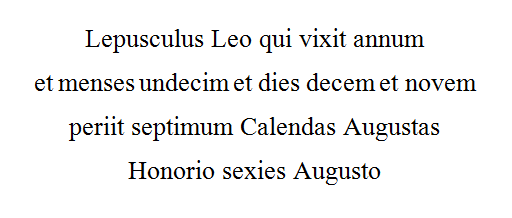 Lepusculus Leo qui vixit annum
et menses undecim et dies decem et novem
periit septimum Calendas Augustas
Honorio sexies Augusto